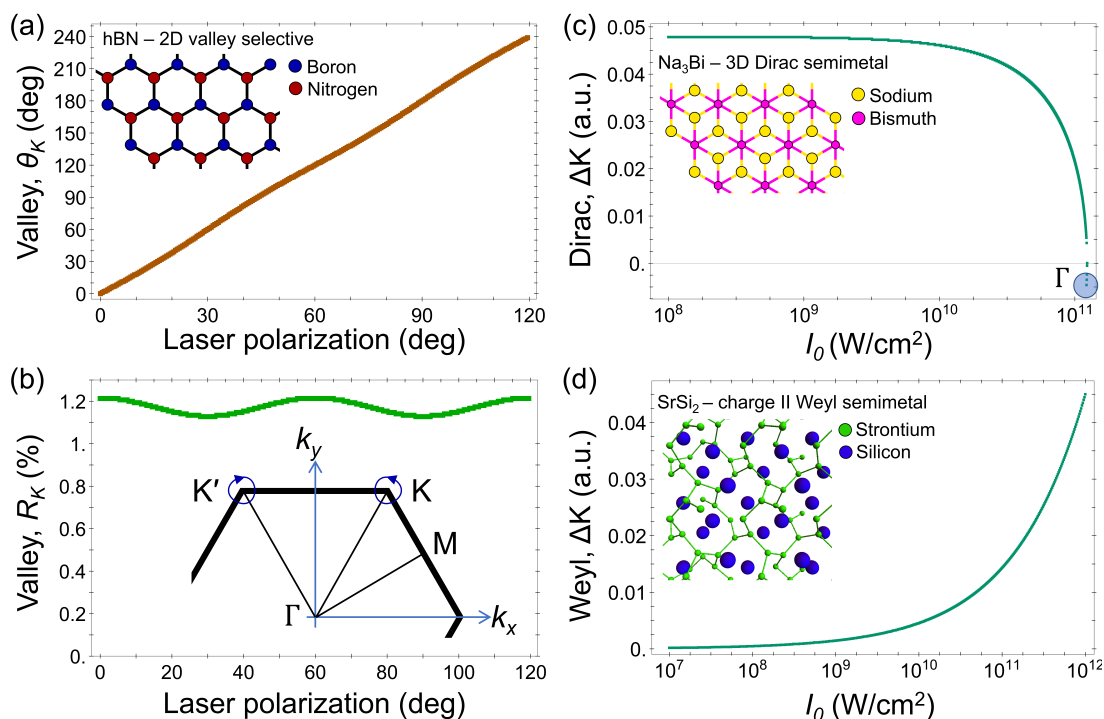 (a)
hBN – 2D valley selective
Boron
Nitrogen
Valley, θK (deg)
240
210
180
150
120
90
60
30
0
0 30 60 90 120
Laser polarization (deg)
(b)
Valley, RK (%)
1.2
1.0
0.8
0.6
0.4
0.2
0.
ky
K′
K
M
Γ
kx
0 20 40 60 80 100 120
Laser polarization (deg)
(c)
Na3Bi – 3D Dirac semimetal
Sodium
Bismuth
Dirac, ΔK (a.u.)
0.05
0.04
0.03
0.02
0.01
0.
Γ
10^8 10^9 10^10 10^11
I0 (W/cm2)
(d)
SrSi2 – charge II Weyl semimetal
Strontium
Silicon
Weyl, ΔK (a.u.)
0.04
0.03
0.02
0.01
0.
10^7 10^8 10^9 10^10 10^11 10^12
I0 (W/cm2)